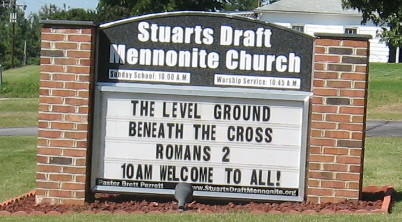 Stuarts Draft
Mennonite Church
Sunday School: 10:00 A.M Worship Service: 10:45 A.M
THE LEVEL GROUND
BENEATH THE CROSS
ROMANS 2
10AM WELCOME TO ALL!
Pastor Brett Perrott www.StuartsDraftMennonite.org